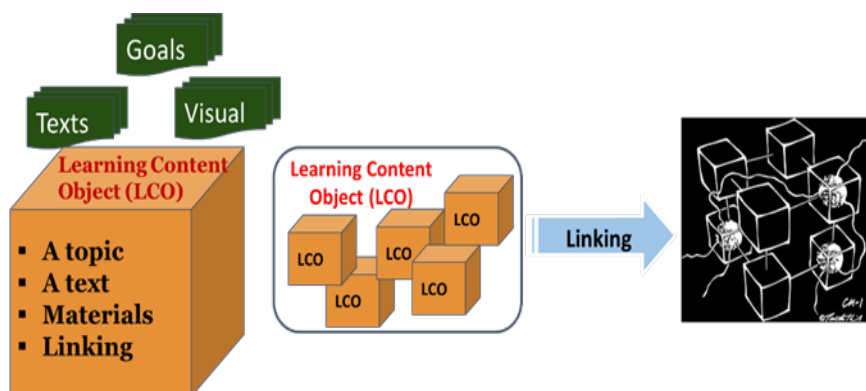 Goals
Texts
Visual
Learning Content
Object (LCO)
▪ A topic
▪ A text
▪ Materials
▪ Linking
Learning Content
Object (LCO)
LCO
LCO
LCO
LCO
LCO
Linking